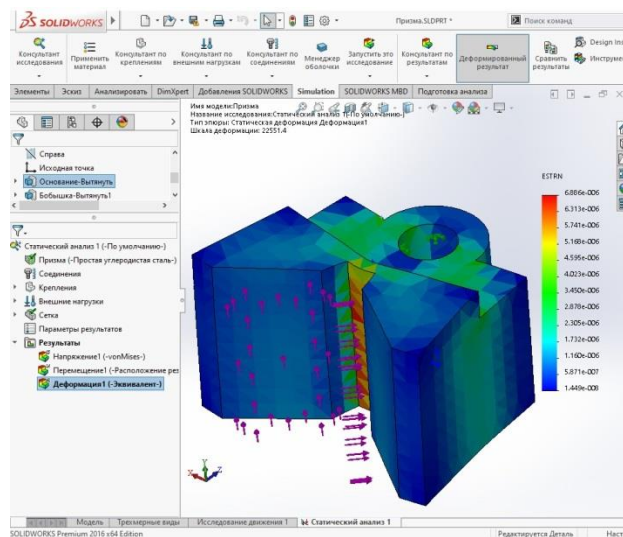 SOLIDWORKS
Призма.SLDPRT *
Поиск команд
Консультант исследования
Применить материал
Консультант по креплениям
Консультант по внешним нагрузкам
Консультант по соединениям
Менеджер оболочки
Запустить это исследование
Консультант по результатам
Деформированный результат
Сравнить результаты
Design Ins
Инструме
Элементы Эскиз Анализировать DimXpert Добавления SOLIDWORKS Simulation SOLIDWORKS MBD Подготовка анализа
Имя модели:Призма
Название исследования:Статический анализ 1(-По умолчанию-)
Тип эпюры: Статическая деформация Деформация1
Шкала деформации: 22551.4
Справа
Исходная точка
Основание-Вытянуть
Бобышка-Вытянуть1
Статический анализ 1 (-По умолчанию-)
Призма (-Простая углеродистая сталь-)
Соединения
Крепления
Внешние нагрузки
Сетка
Параметры результатов
Результаты
Напряжение1 (-vonMises-)
Перемещение1 (-Расположение рез
Деформация1 (-Эквивалент-)
ESTRN
6.886e-006
6.313e-006
5.741e-006
5.168e-006
4.595e-006
4.023e-006
3.450e-006
2.878e-006
2.305e-006
1.732e-006
1.160e-006
5.871e-007
1.449e-008
Модель Трехмерные виды Исследование движения 1 Статический анализ 1
SOLIDWORKS Premium 2016 x64 Edition
Редактируется Деталь
Наст